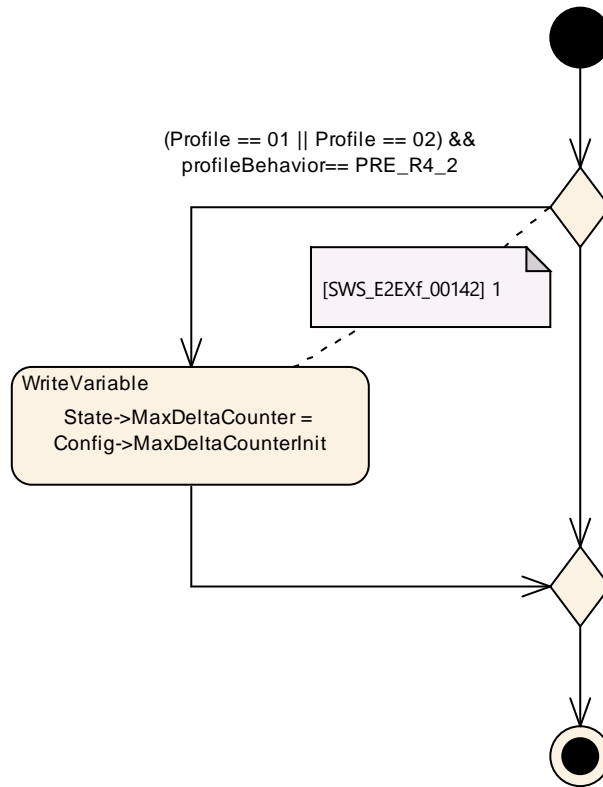 (Profile == 01 || Profile == 02) &&
profileBehavior== PRE_R4_2
[SWS_E2EXf_00142] 1
WriteVariable
State->MaxDeltaCounter =
Config->MaxDeltaCounterInit